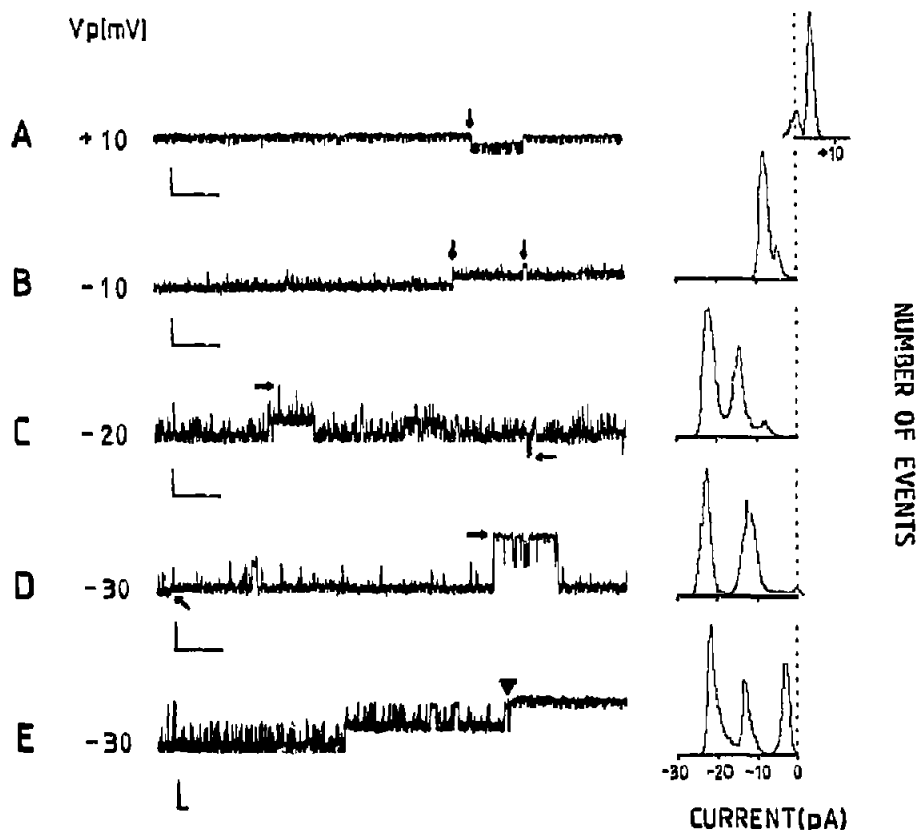 Vp[mV]
A +10
+10
B -10
C -20
D -30
E -30
-30 -20 -10 0
CURRENT(pA)
NUMBER OF EVENTS